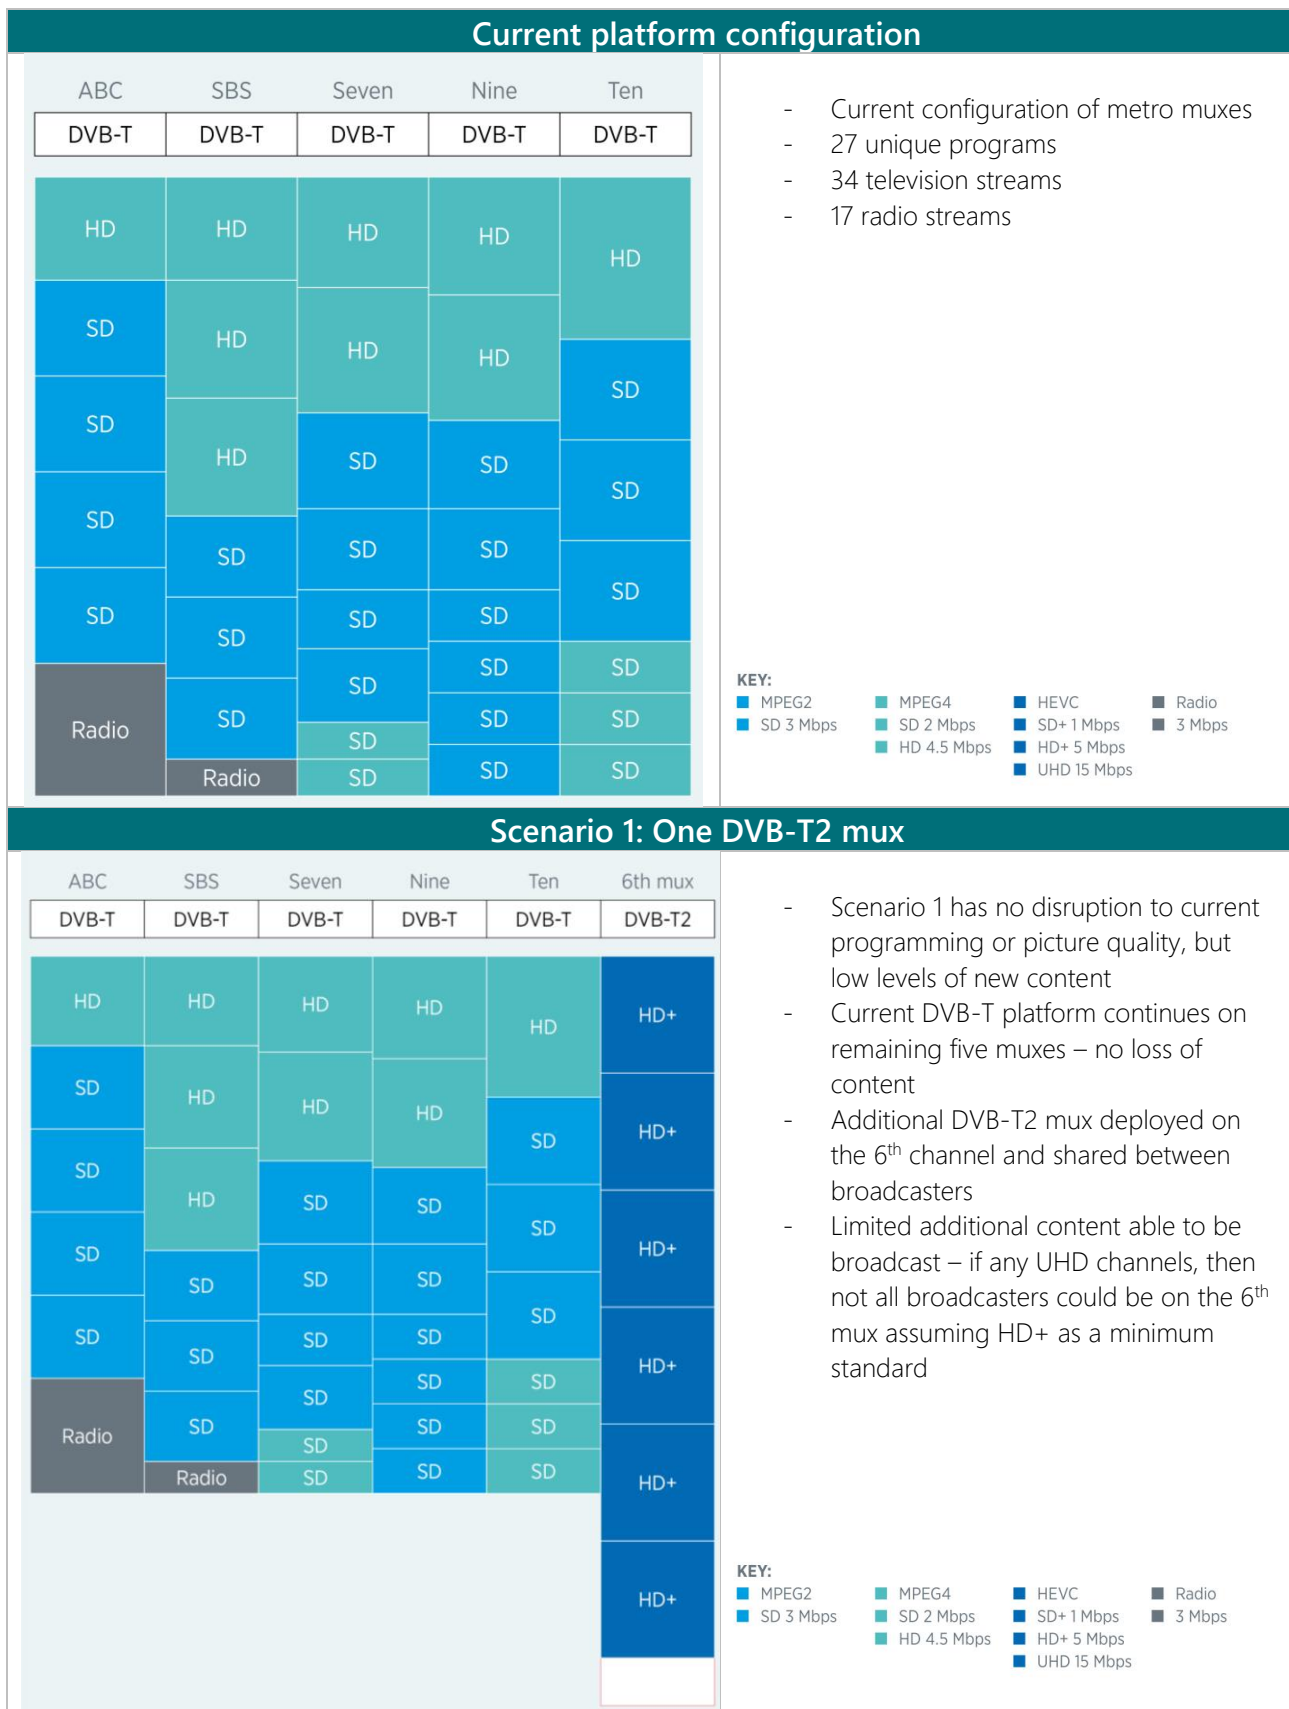 Current platform configuration
ABC SBS Seven Nine Ten
DVB-T DVB-T DVB-T DVB-T DVB-T
HD HD HD HD HD
SD HD HD HD SD
SD HD SD SD SD
SD SD SD SD SD
SD SD SD SD SD
Radio SD SD SD SD
Radio SD SD SD
SD SD
- Current configuration of metro muxes
- 27 unique programs
- 34 television streams
- 17 radio streams
KEY:
MPEG2 MPEG4 HEVC Radio
SD 3 Mbps SD 2 Mbps SD+ 1 Mbps 3 Mbps
HD 4.5 Mbps HD+ 5 Mbps
UHD 15 Mbps
Scenario 1: One DVB-T2 mux
ABC SBS Seven Nine Ten 6th mux
DVB-T DVB-T DVB-T DVB-T DVB-T DVB-T2
HD HD HD HD HD HD+
SD HD HD HD SD HD+
SD HD SD SD SD HD+
SD SD SD SD SD HD+
SD SD SD SD SD HD+
Radio SD SD SD SD HD+
Radio SD SD SD
SD SD
- Scenario 1 has no disruption to current
programming or picture quality, but
low levels of new content
- Current DVB-T platform continues on
remaining five muxes – no loss of
content
- Additional DVB-T2 mux deployed on
the 6th channel and shared between
broadcasters
- Limited additional content able to be
broadcast – if any UHD channels, then
not all broadcasters could be on the 6th
mux assuming HD+ as a minimum
standard
KEY:
MPEG2 MPEG4 HEVC Radio
SD 3 Mbps SD 2 Mbps SD+ 1 Mbps 3 Mbps
HD 4.5 Mbps HD+ 5 Mbps
UHD 15 Mbps